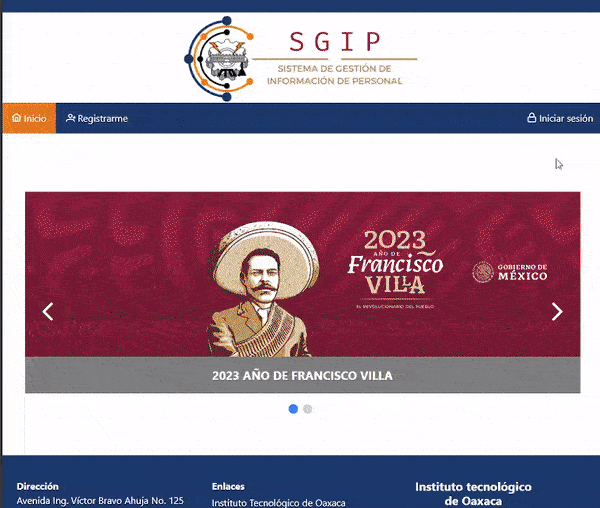 SGIP
SISTEMA DE GESTIÓN DE
INFORMACIÓN DE PERSONAL
Inicio
Registrarme
Iniciar sesión
2023
AÑO DE
Francisco
VILLA
EL REVOLUCIONARIO DEL PUEBLO
GOBIERNO DE
MÉXICO
2023 AÑO DE FRANCISCO VILLA
Dirección
Avenida Ing. Víctor Bravo Ahuja No. 125
Enlaces
Instituto Tecnológico de Oaxaca
Instituto tecnológico
de Oaxaca